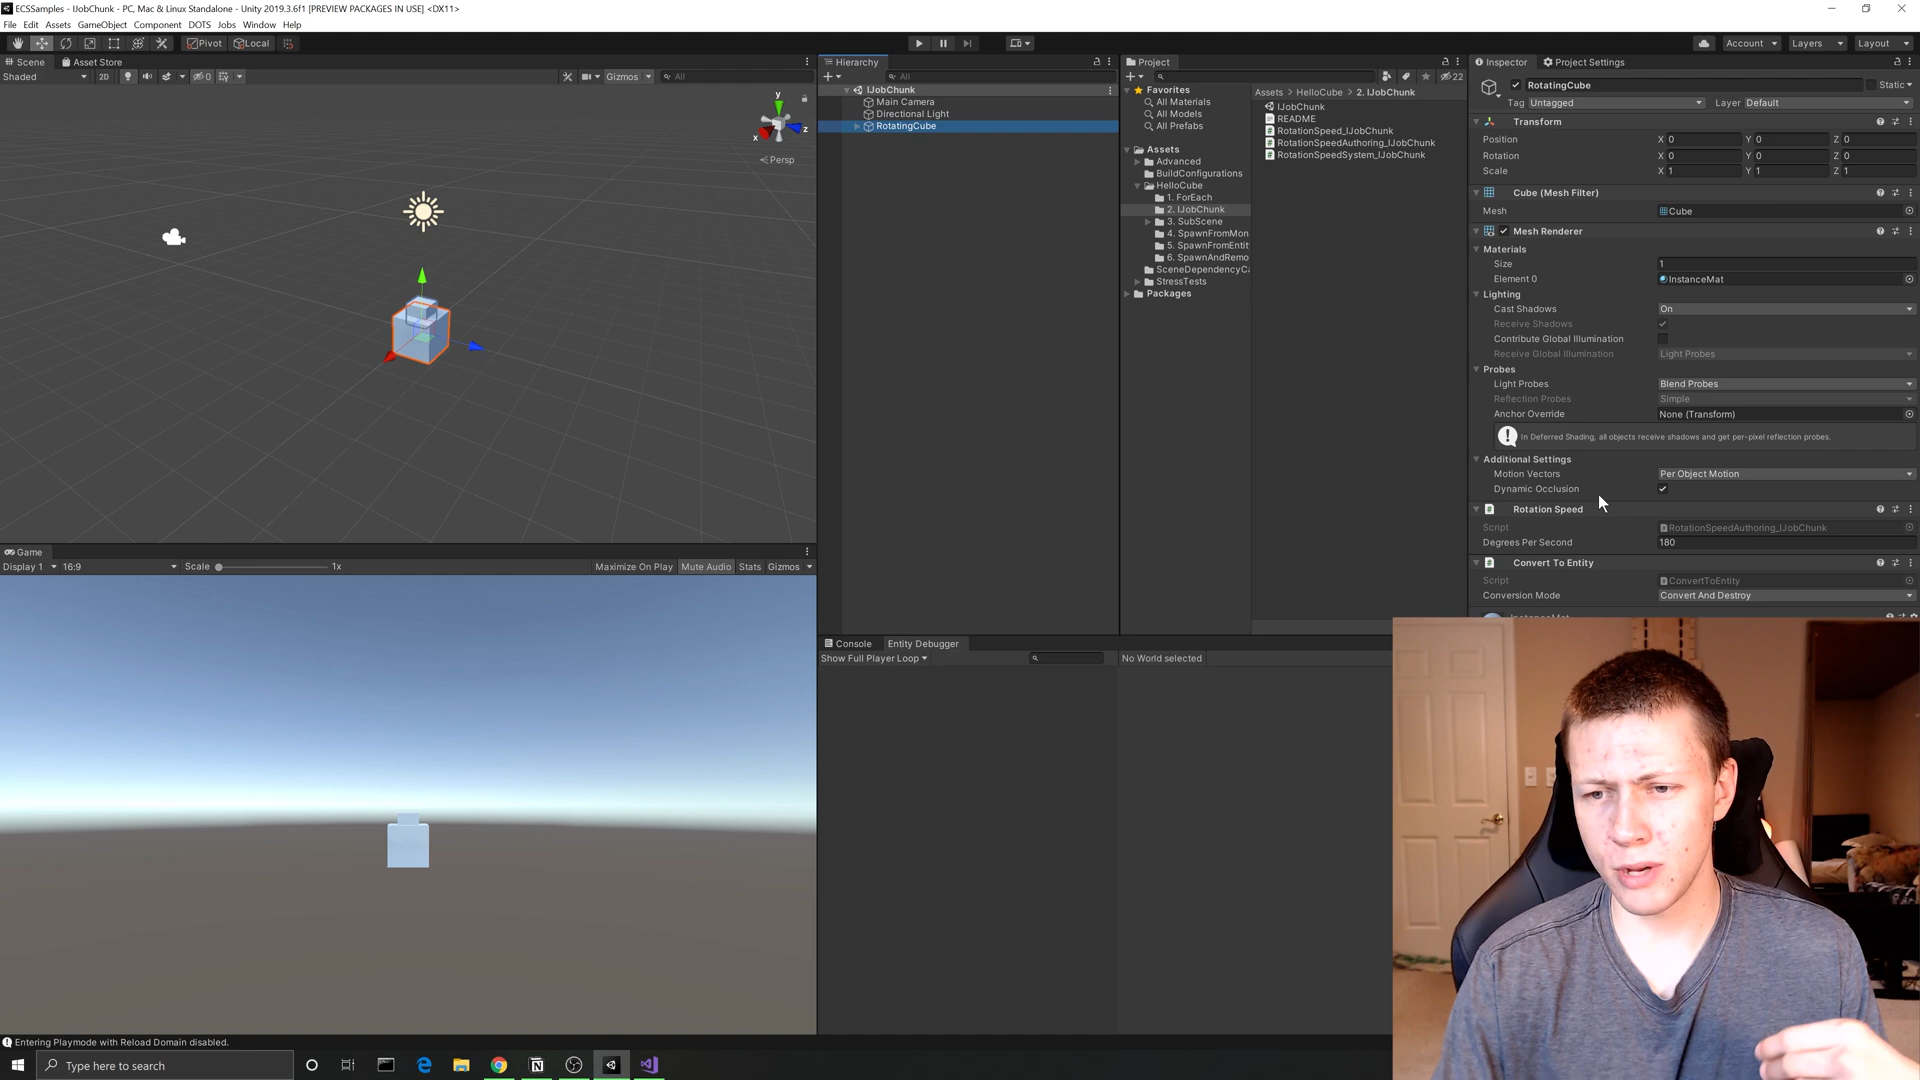 ECSSamples - IJobChunk - PC, Mac & Linux Standalone - Unity 2019.3.6f1 [PREVIEW PACKAGES IN USE] <DX11>
File Edit Assets GameObject Component DOTS Jobs Window Help
Pivot Local
Account Layers Layout
Scene Asset Store
Shaded 2D 0 Gizmos All
y
x
z
Persp
Game
Display 1 16:9 Scale 1x Maximize On Play Mute Audio Stats Gizmos
Hierarchy
All
IJobChunk
Main Camera
Directional Light
RotatingCube
Project
22
Favorites
All Materials
All Models
All Prefabs
Assets
Advanced
BuildConfigurations
HelloCube
1. ForEach
2. IJobChunk
3. SubScene
4. SpawnFromMon
5. SpawnFromEntit
6. SpawnAndRemo
SceneDependencyCa
StressTests
Packages
Assets HelloCube 2. IJobChunk
IJobChunk
README
RotationSpeed_IJobChunk
RotationSpeedAuthoring_IJobChunk
RotationSpeedSystem_IJobChunk
Console Entity Debugger
Show Full Player Loop No World selected
Inspector Project Settings
RotatingCube Static
Tag Untagged Layer Default
Transform
Position X 0 Y 0 Z 0
Rotation X 0 Y 0 Z 0
Scale X 1 Y 1 Z 1
Cube (Mesh Filter)
Mesh Cube
Mesh Renderer
Materials
Size 1
Element 0 InstanceMat
Lighting
Cast Shadows On
Receive Shadows
Contribute Global Illumination
Receive Global Illumination Light Probes
Probes
Light Probes Blend Probes
Reflection Probes Simple
Anchor Override None (Transform)
In Deferred Shading, all objects receive shadows and get per-pixel reflection probes.
Additional Settings
Motion Vectors Per Object Motion
Dynamic Occlusion
Rotation Speed
Script RotationSpeedAuthoring_IJobChunk
Degrees Per Second 180
Convert To Entity
Script ConvertToEntity
Conversion Mode Convert And Destroy
Entering Playmode with Reload Domain disabled.
Type here to search